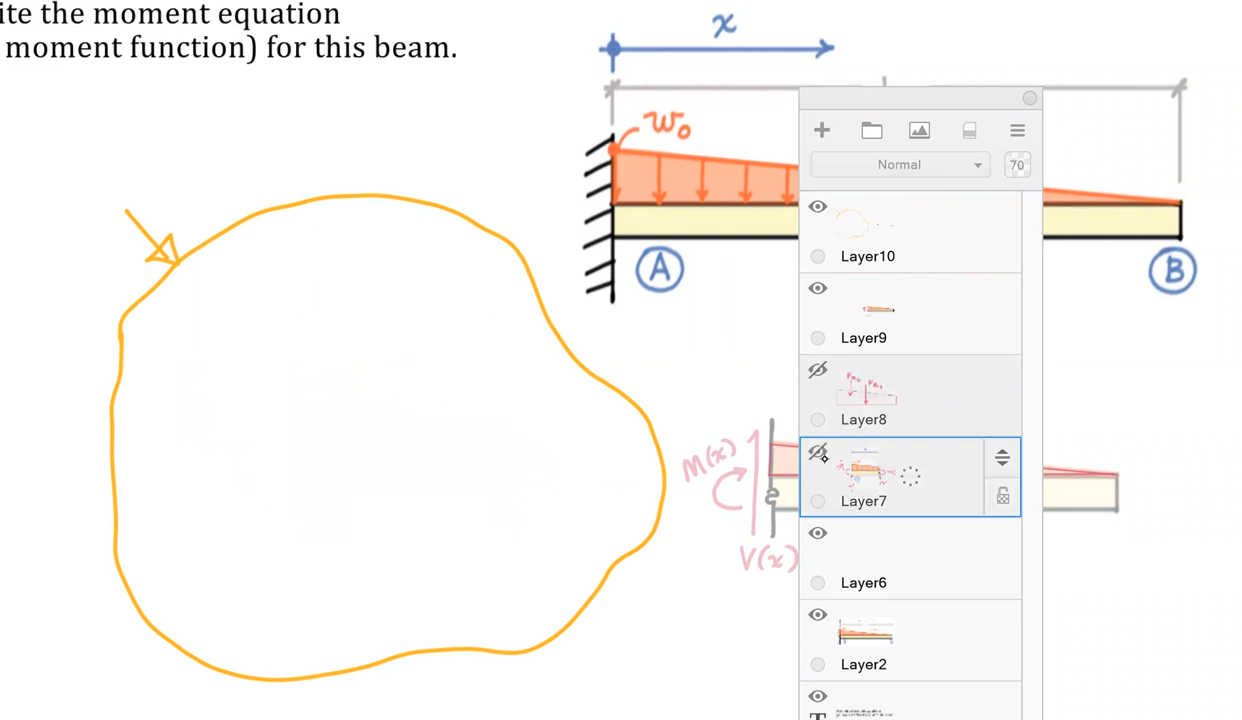 ite the moment equation
moment function) for this beam.
x
w₀
A
B
M(x)
V(x)
Normal
70
Layer10
Layer9
Layer8
Layer7
Layer6
Layer2